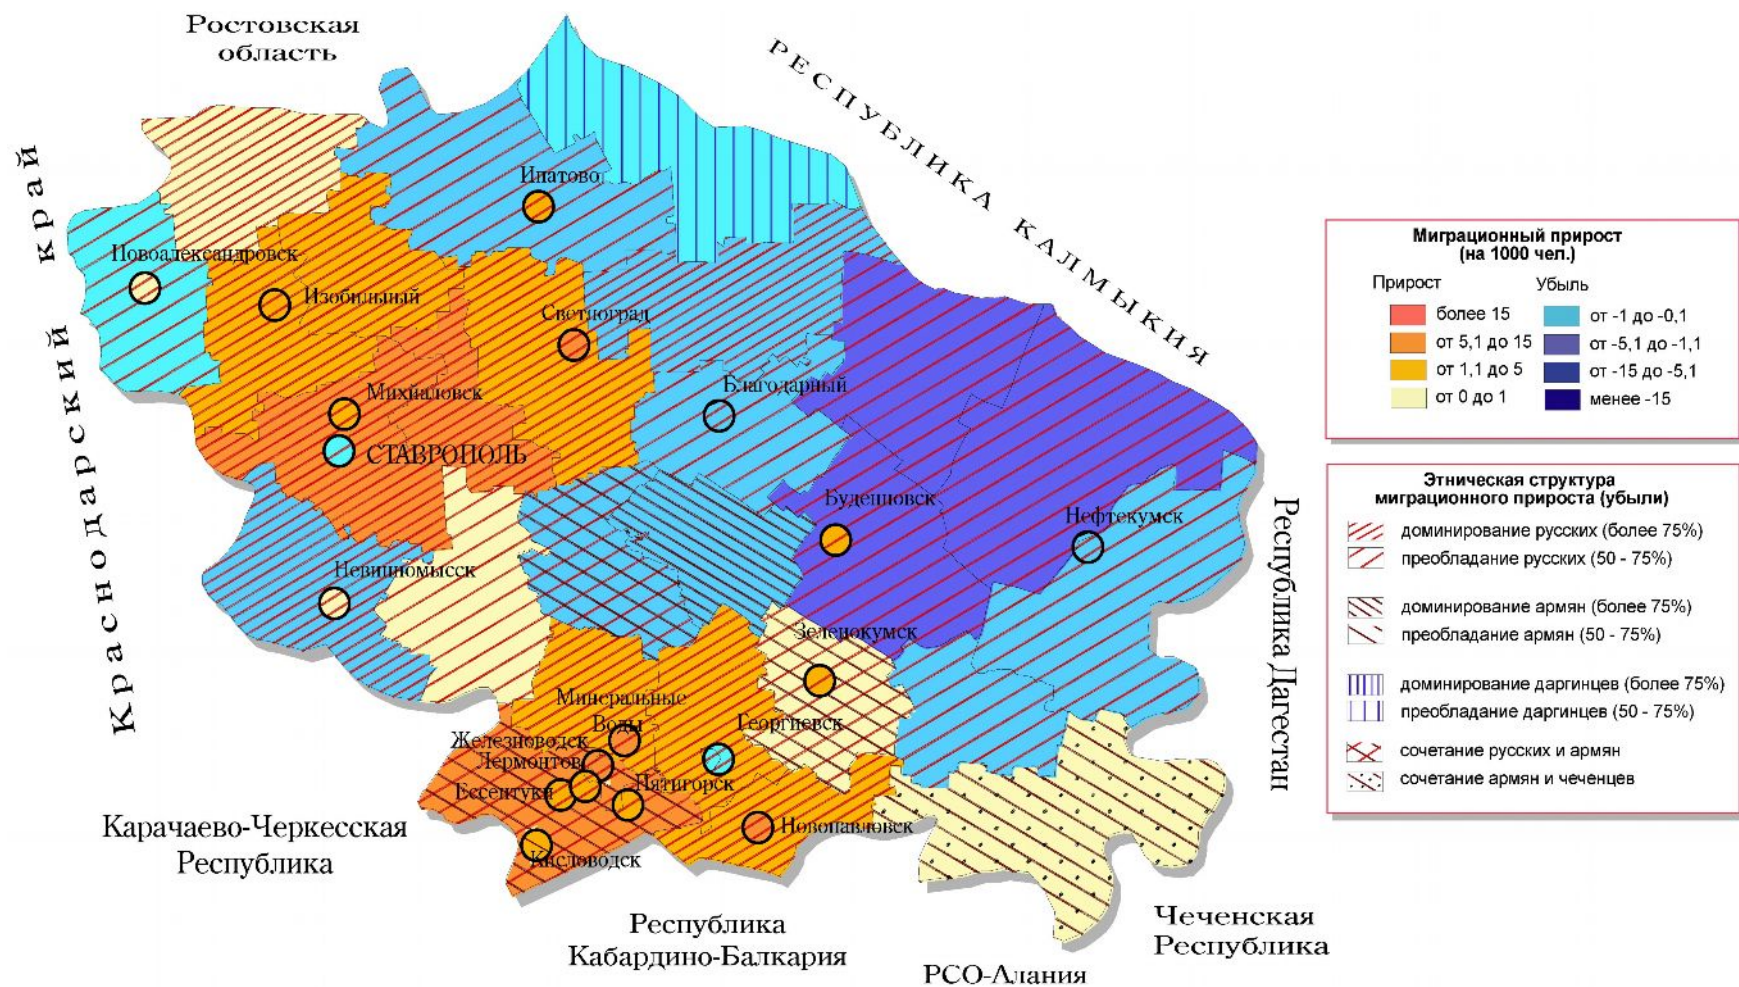 Ростовская
область
РЕСПУБЛИКА КАЛМЫКИЯ
Краснодарский край
Ипатово
Новоалександровск
Изобильный
Светлоград
Михйаловск
Благодарный
СТАВРОПОЛЬ
Буденновск
Нефтекумск
Невинномысск
Зеленокумск
Минеральные
Воды
Георгиевск
Железноводск
Лермонтов
Ессентуки
Пятигорск
Новопавловск
Кисловодск
Республика Дагестан
Карачаево-Черкесская
Республика
Республика
Кабардино-Балкария
РСО-Алания
Чеченская
Республика
Миграционный прирост
(на 1000 чел.)
Прирост Убыль
более 15 от -1 до -0,1
от 5,1 до 15 от -5,1 до -1,1
от 1,1 до 5 от -15 до -5,1
от 0 до 1 менее -15
Этническая структура
миграционного прироста (убыли)
доминирование русских (более 75%)
преобладание русских (50 - 75%)
доминирование армян (более 75%)
преобладание армян (50 - 75%)
доминирование даргинцев (более 75%)
преобладание даргинцев (50 - 75%)
сочетание русских и армян
сочетание армян и чеченцев